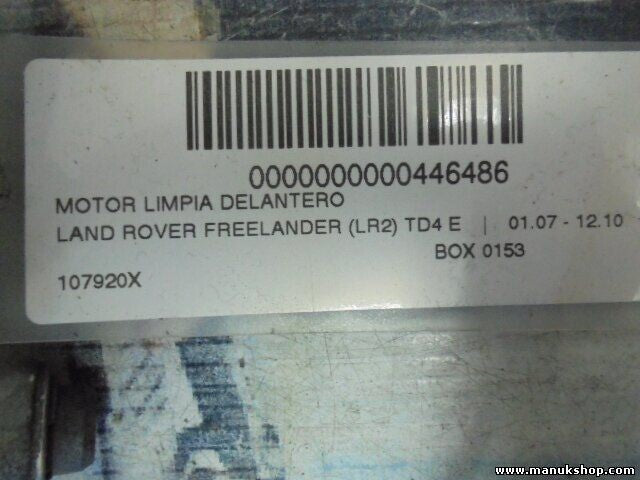 0000000000446486
MOTOR LIMPIA DELANTERO
LAND ROVER FREELANDER (LR2) TD4 E | 01.07 - 12.10
BOX 0153
107920X
www.manukshop.com